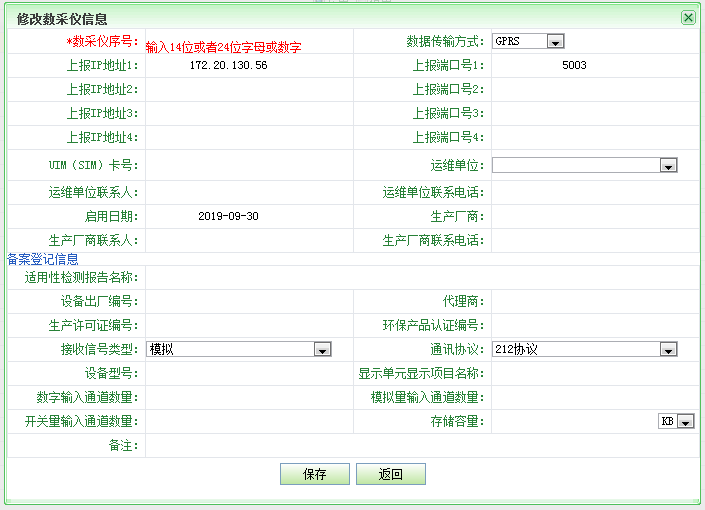 修改数采仪信息
*数采仪序号: 输入14位或者24位字母或数字 数据传输方式: GPRS
上报IP地址1: 172.20.130.56 上报端口号1: 5003
上报IP地址2: 上报端口号2:
上报IP地址3: 上报端口号3:
上报IP地址4: 上报端口号4:
UIM（SIM）卡号: 运维单位:
运维单位联系人: 运维单位联系电话:
启用日期: 2019-09-30 生产厂商:
生产厂商联系人: 生产厂商联系电话:
备案登记信息
适用性检测报告名称:
设备出厂编号: 代理商:
生产许可证编号: 环保产品认证编号:
接收信号类型: 模拟 通讯协议: 212协议
设备型号: 显示单元显示项目名称:
数字输入通道数量: 模拟量输入通道数量:
开关量输入通道数量: 存储容量: KB
备注:
保存 返回